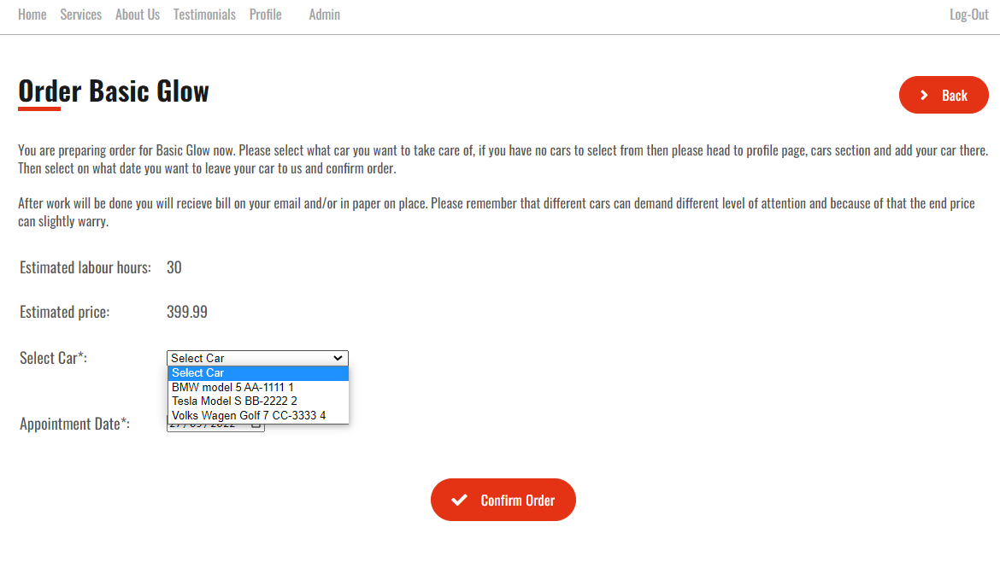 Home Services About Us Testimonials Profile Admin Log-Out
Order Basic Glow
Back
You are preparing order for Basic Glow now. Please select what car you want to take care of, if you have no cars to select from then please head to profile page, cars section and add your car there.
Then select on what date you want to leave your car to us and confirm order.
After work will be done you will recieve bill on your email and/or in paper on place. Please remember that different cars can demand different level of attention and because of that the end price
can slightly warry.
Estimated labour hours: 30
Estimated price: 399.99
Select Car*: Select Car
Select Car
BMW model 5 AA-1111 1
Tesla Model S BB-2222 2
Volks Wagen Golf 7 CC-3333 4
Appointment Date*:
Confirm Order